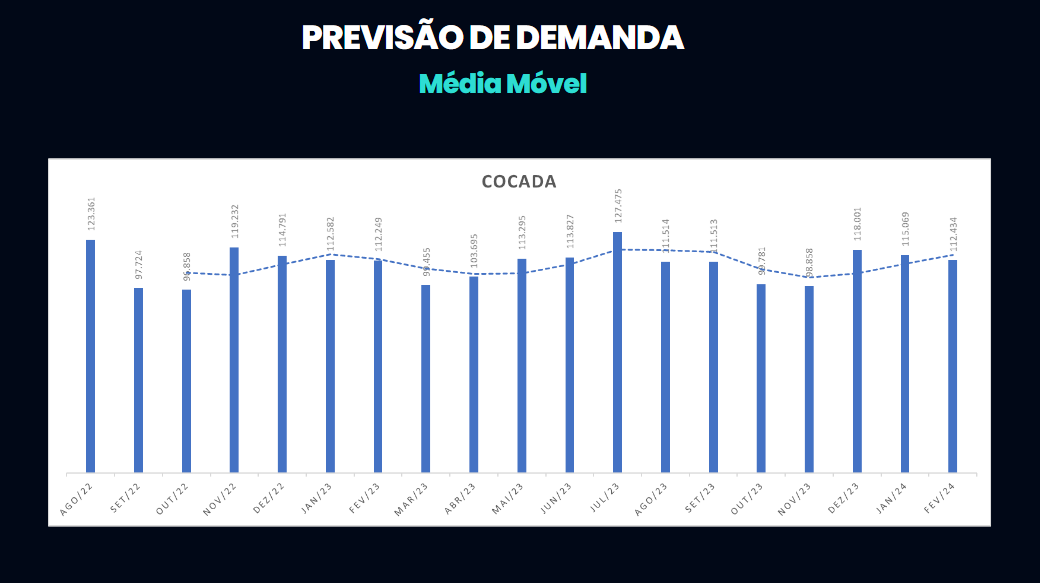 PREVISÃO DE DEMANDA
Média Móvel
COCADA
123.361
97.724
119.232
114.791
112.582
112.249
103.695
113.295
113.827
127.475
111.514
111.513
98.858
118.001
115.069
112.434
AGO/22
SET/22
OUT/22
NOV/22
DEZ/22
JAN/23
FEV/23
MAR/23
ABR/23
MAI/23
JUN/23
JUL/23
AGO/23
SET/23
OUT/23
NOV/23
DEZ/23
JAN/24
FEV/24